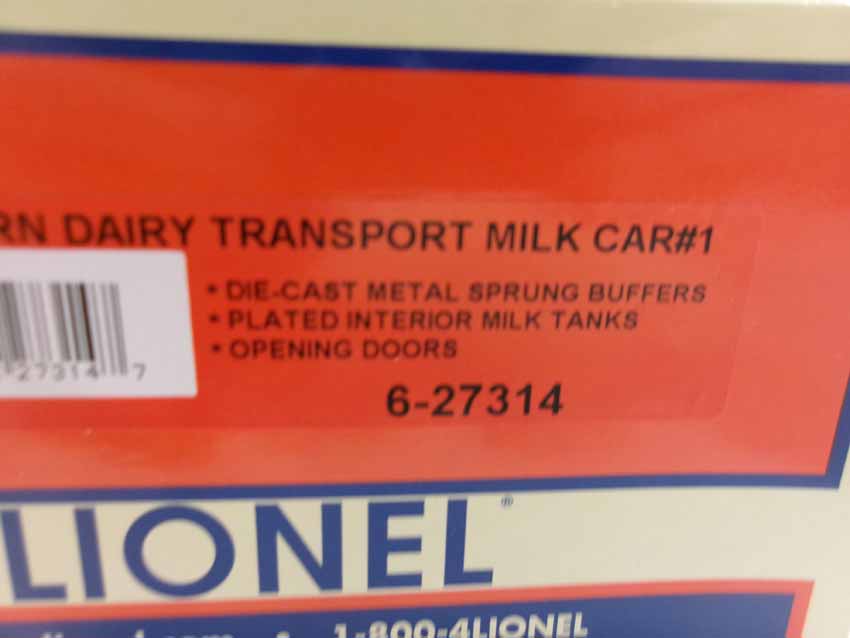 RN DAIRY TRANSPORT MILK CAR#1
• DIE-CAST METAL SPRUNG BUFFERS
• PLATED INTERIOR MILK TANKS
• OPENING DOORS
27314 7
6-27314
LIONEL®
• 1-800-4LIONEL